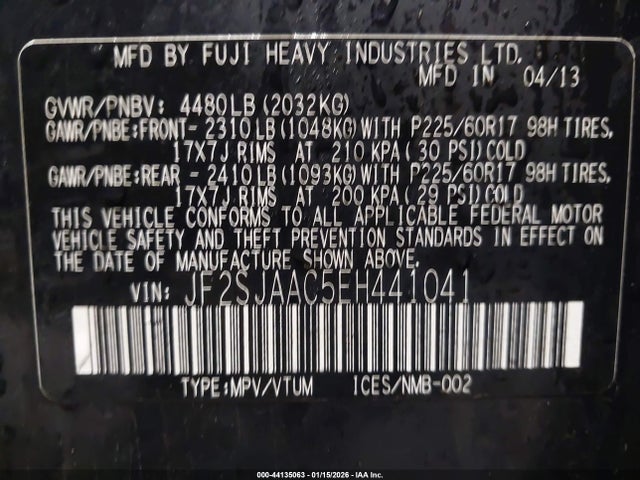 MFD BY FUJI HEAVY INDUSTRIES LTD.
MFD IN 04/13
GVWR/PNBV: 4480LB(2032KG)
GAWR/PNBE:FRONT- 2310LB(1048KG)WITH P225/60R17 98H TIRES,
17X7J RIMS AT 210 KPA( 30 PSI)COLD
GAWR/PNBE:REAR - 2410LB(1093KG)WITH P225/60R17 98H TIRES,
17X7J RIMS AT 200 KPA( 29 PSI)COLD
THIS VEHICLE CONFORMS TO ALL APPLICABLE FEDERAL MOTOR
VEHICLE SAFETY AND THEFT PREVENTION STANDARDS IN EFFECT ON
THE DATE OF MANUFACTURE SHOWN ABOVE.
VIN: JF2SJAAC5EH441041
TYPE:MPV/VTUM ICES/NMB-002
000-44135063 - 01/15/2026 - IAA Inc.